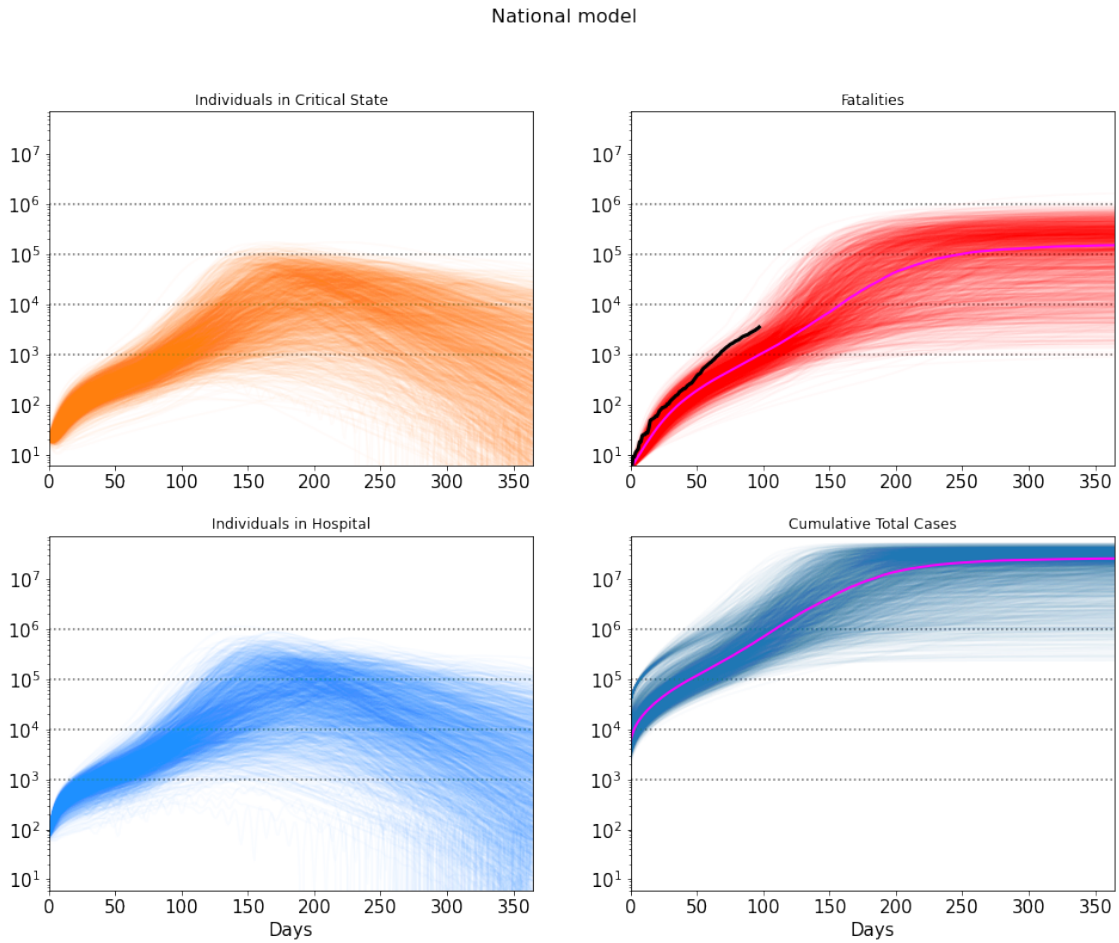 National model
Individuals in Critical State
10⁷
10⁶
10⁵
10⁴
10³
10²
10¹
0 50 100 150 200 250 300 350
Fatalities
10⁷
10⁶
10⁵
10⁴
10³
10²
10¹
0 50 100 150 200 250 300 350
Individuals in Hospital
10⁷
10⁶
10⁵
10⁴
10³
10²
10¹
0 50 100 150 200 250 300 350
Days
Cumulative Total Cases
10⁷
10⁶
10⁵
10⁴
10³
10²
10¹
0 50 100 150 200 250 300 350
Days